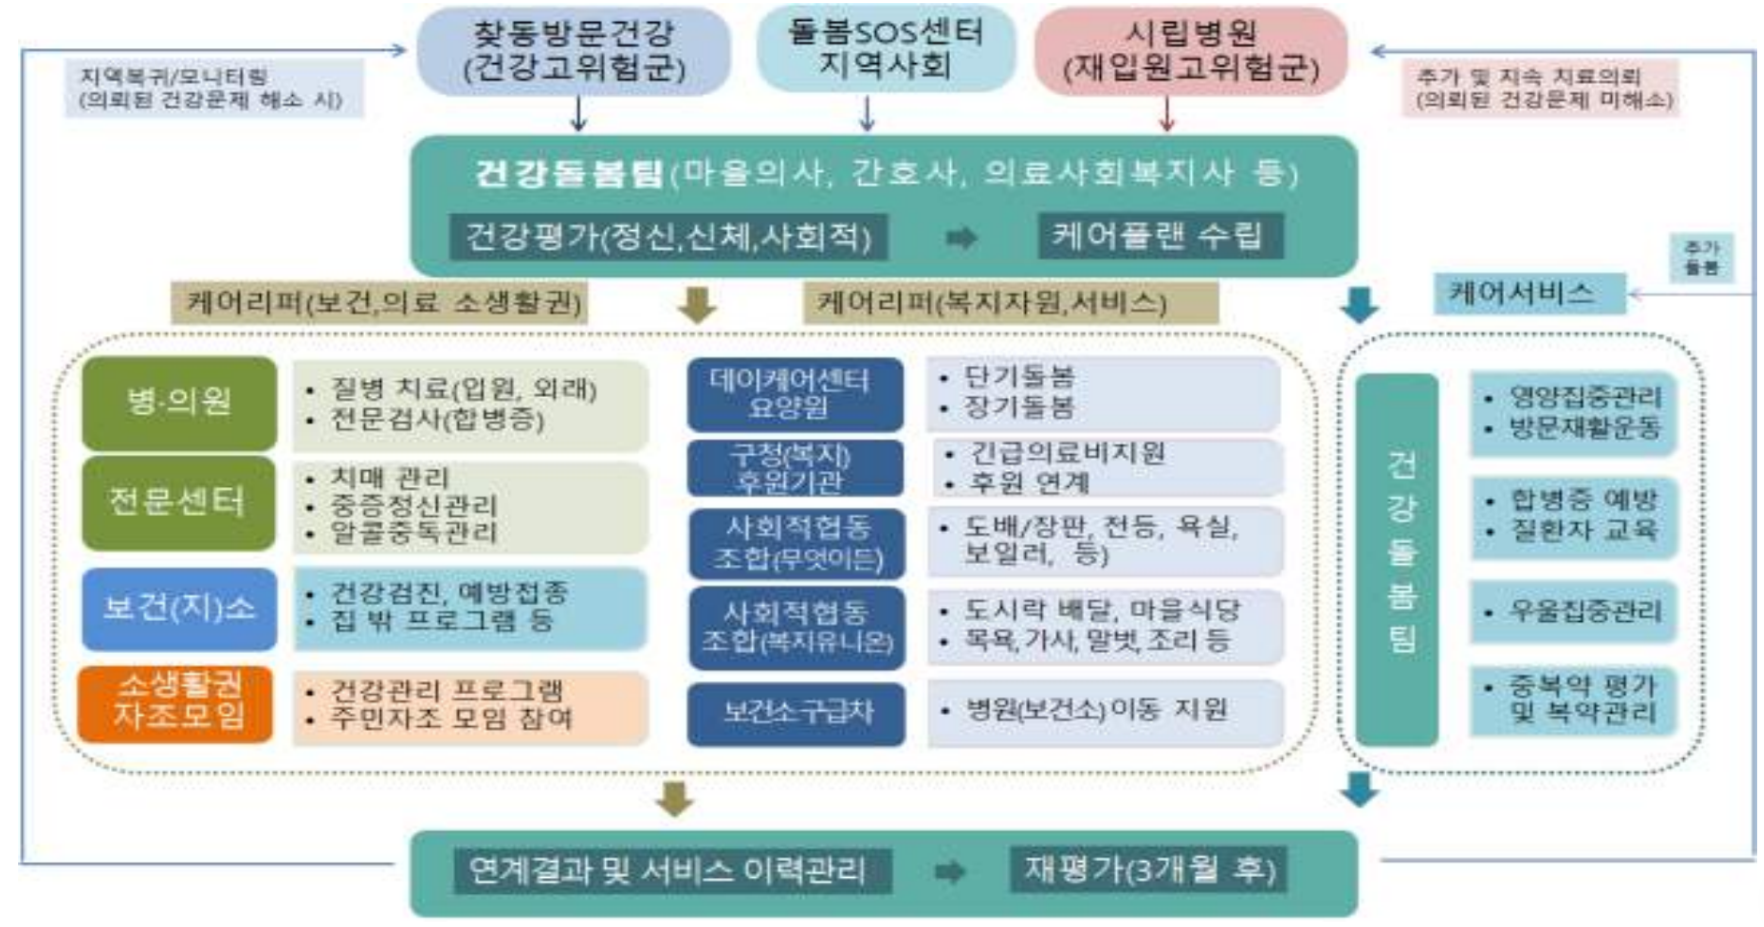 찾동방문건강
(건강고위험군)
돌봄SOS센터
지역사회
시립병원
(재입원고위험군)
지역복귀/모니터링
(의뢰된 건강문제 해소 시)
추가 및 지속 치료의뢰
(의뢰된 건강문제 미해소)
건강돌봄팀(마을의사, 간호사, 의료사회복지사 등)
건강평가(정신,신체,사회적)
케어플랜 수립
추가
돌봄
케어리퍼(보건,의료 소생활권)
케어리퍼(복지자원,서비스)
케어서비스
병·의원
• 질병 치료(입원, 외래)
• 전문검사(합병증)
전문센터
• 치매 관리
• 중증정신관리
• 알콜중독관리
보건(지)소
• 건강검진, 예방접종
• 집 밖 프로그램 등
소생활권
자조모임
• 건강관리 프로그램
• 주민자조 모임 참여
데이케어센터
요양원
• 단기돌봄
• 장기돌봄
구청(복지)
후원기관
• 긴급의료비지원
• 후원 연계
사회적협동
조합(무엇이든)
• 도배/장판, 전등, 욕실,
보일러, 등)
사회적협동
조합(복지유니온)
• 도시락 배달, 마을식당
• 목욕,가사,말벗,조리 등
보건소구급차
• 병원(보건소)이동 지원
건강돌봄팀
• 영양집중관리
• 방문재활운동
• 합병증 예방
• 질환자 교육
• 우울집중관리
• 중복약 평가
및 복약관리
연계결과 및 서비스 이력관리
재평가(3개월 후)